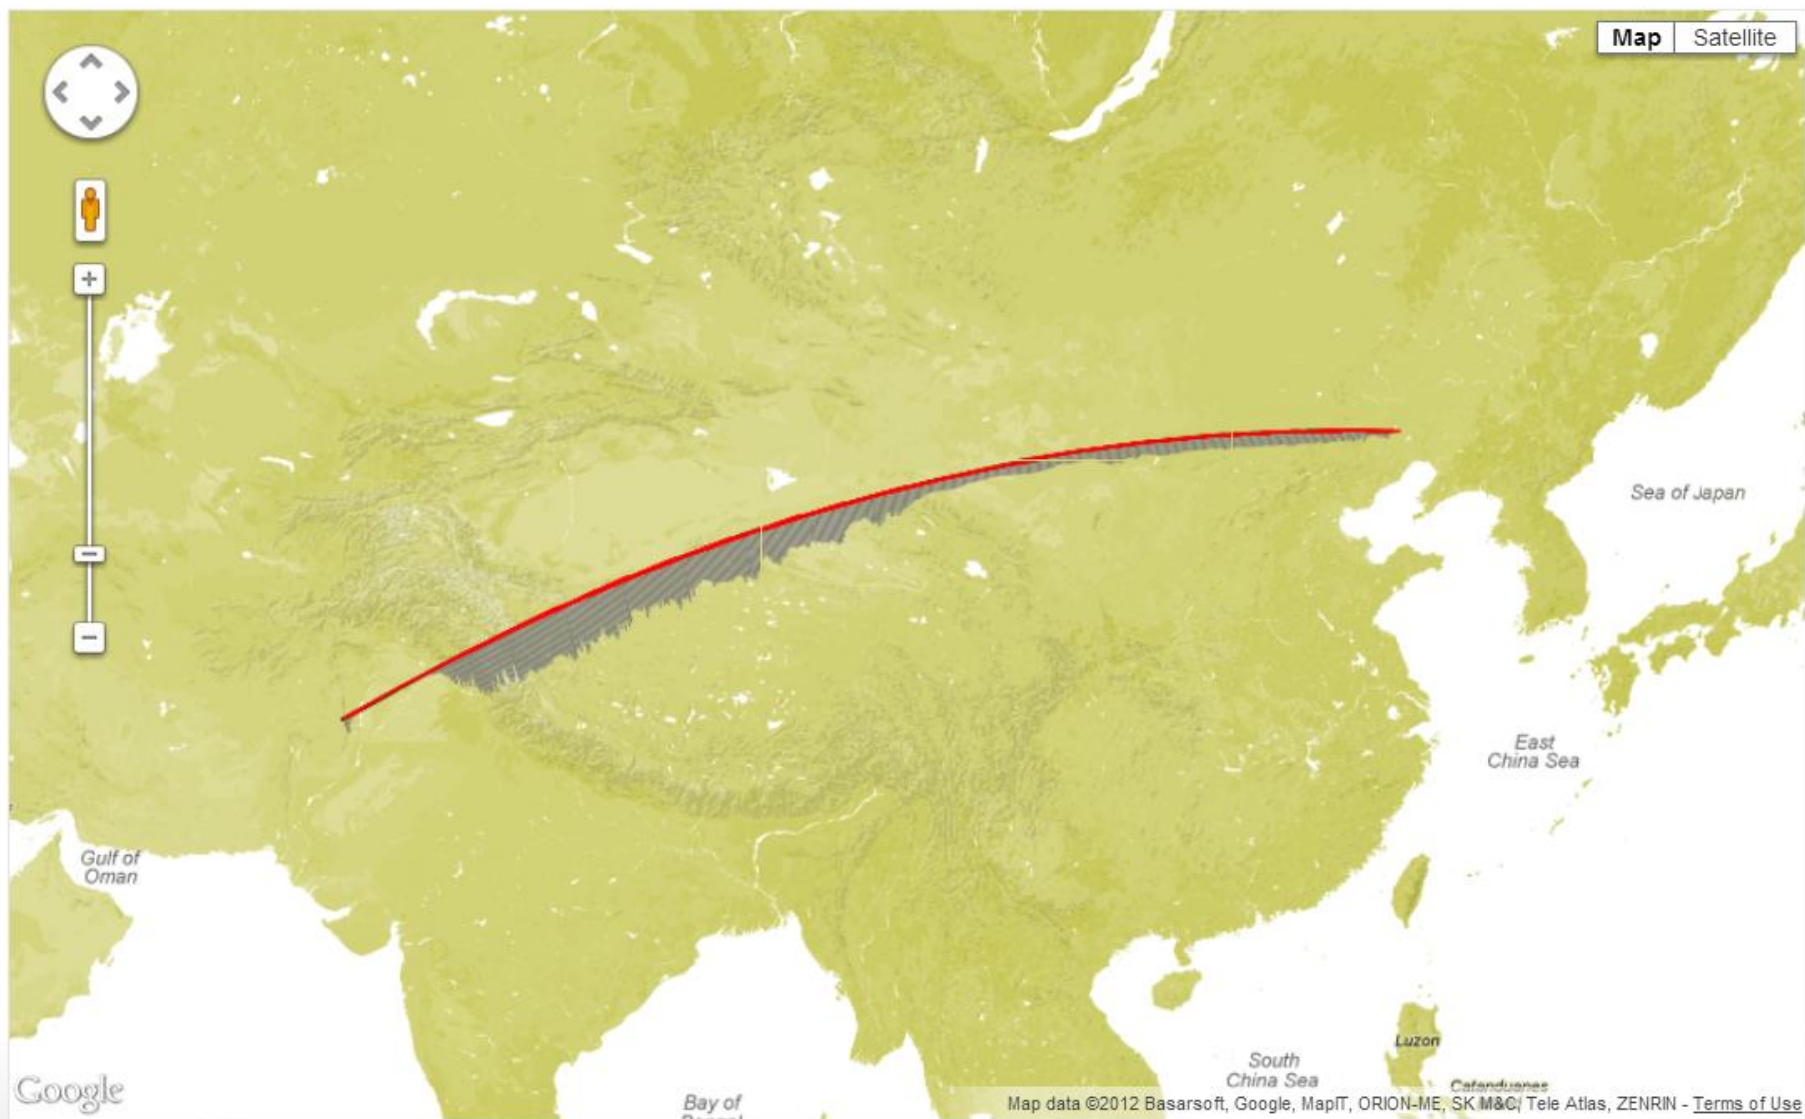 Map Satellite
+
−
Sea of Japan
East
China Sea
Gulf of
Oman
Luzon
South
China Sea
Catanduanes
Google
Bay of
Map data ©2012 Basarsoft, Google, MapIT, ORION-ME, SK M&C, Tele Atlas, ZENRIN - Terms of Use